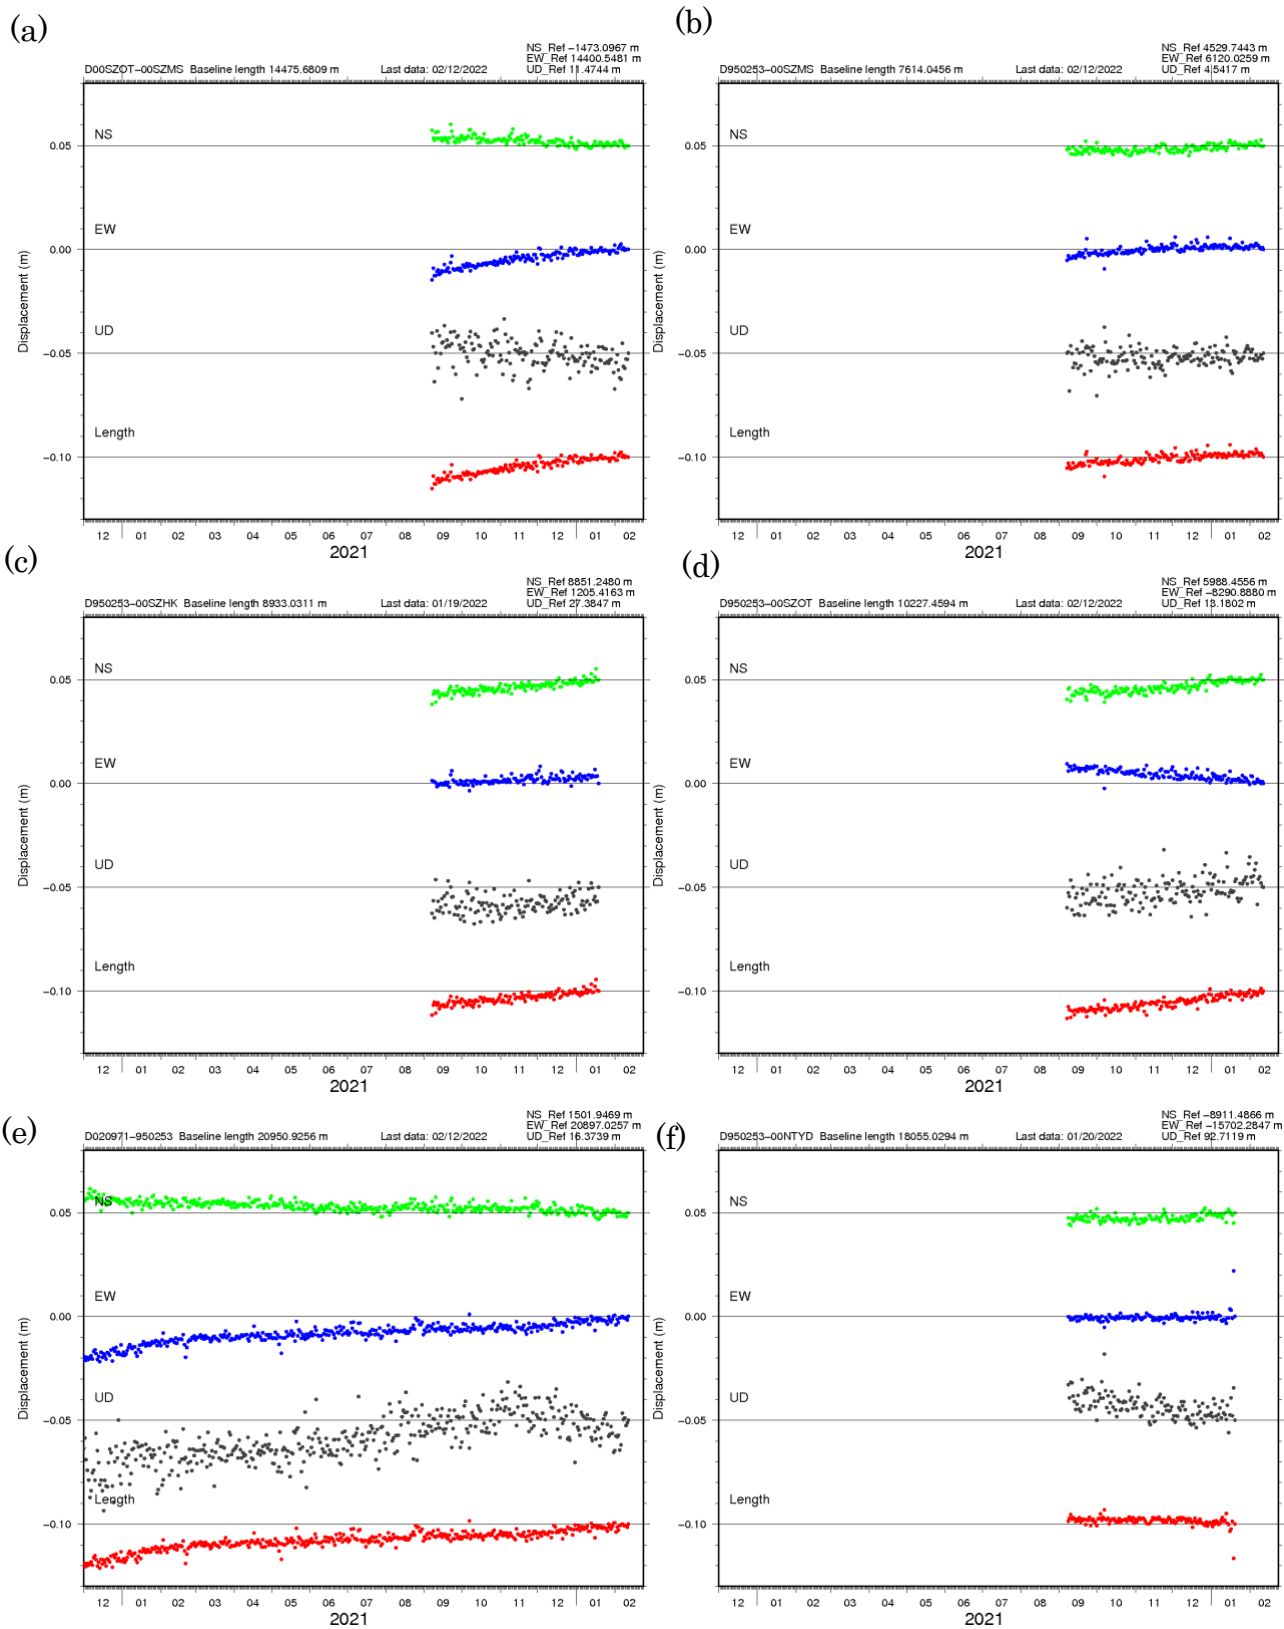 (a)
NS_Ref −1473.0967 m
EW_Ref 14400.5481 m
D00SZOT−00SZMS Baseline length 14475.6809 m Last data: 02/12/2022 UD_Ref 11.4744 m
NS
0.05
EW
0.00
Displacement (m)
UD
−0.05
Length
−0.10
12 01 02 03 04 05 06 07 08 09 10 11 12 01 02
2021
(b)
NS_Ref 4529.7443 m
EW_Ref 6120.0259 m
D950253−00SZMS Baseline length 7614.0456 m Last data: 02/12/2022 UD_Ref 4.5417 m
NS
0.05
EW
0.00
Displacement (m)
UD
−0.05
Length
−0.10
12 01 02 03 04 05 06 07 08 09 10 11 12 01 02
2021
(c)
NS_Ref 8851.2480 m
EW_Ref 1205.4163 m
D950253−00SZHK Baseline length 8933.0311 m Last data: 01/19/2022 UD_Ref 27.3847 m
NS
0.05
EW
0.00
Displacement (m)
UD
−0.05
Length
−0.10
12 01 02 03 04 05 06 07 08 09 10 11 12 01 02
2021
(d)
NS_Ref 5988.4556 m
EW_Ref −8290.8880 m
D950253−00SZOT Baseline length 10227.4594 m Last data: 02/12/2022 UD_Ref 13.1802 m
NS
0.05
EW
0.00
Displacement (m)
UD
−0.05
Length
−0.10
12 01 02 03 04 05 06 07 08 09 10 11 12 01 02
2021
(e)
NS_Ref 1501.9469 m
EW_Ref 20897.0257 m
D020971−950253 Baseline length 20950.9256 m Last data: 02/12/2022 UD_Ref 16.3739 m
NS
0.05
EW
0.00
Displacement (m)
UD
−0.05
Length
−0.10
12 01 02 03 04 05 06 07 08 09 10 11 12 01 02
2021
(f)
NS_Ref −8911.4866 m
EW_Ref −15702.2847 m
D950253−00NTYD Baseline length 18055.0294 m Last data: 01/20/2022 UD_Ref 92.7119 m
NS
0.05
EW
0.00
Displacement (m)
UD
−0.05
Length
−0.10
12 01 02 03 04 05 06 07 08 09 10 11 12 01 02
2021